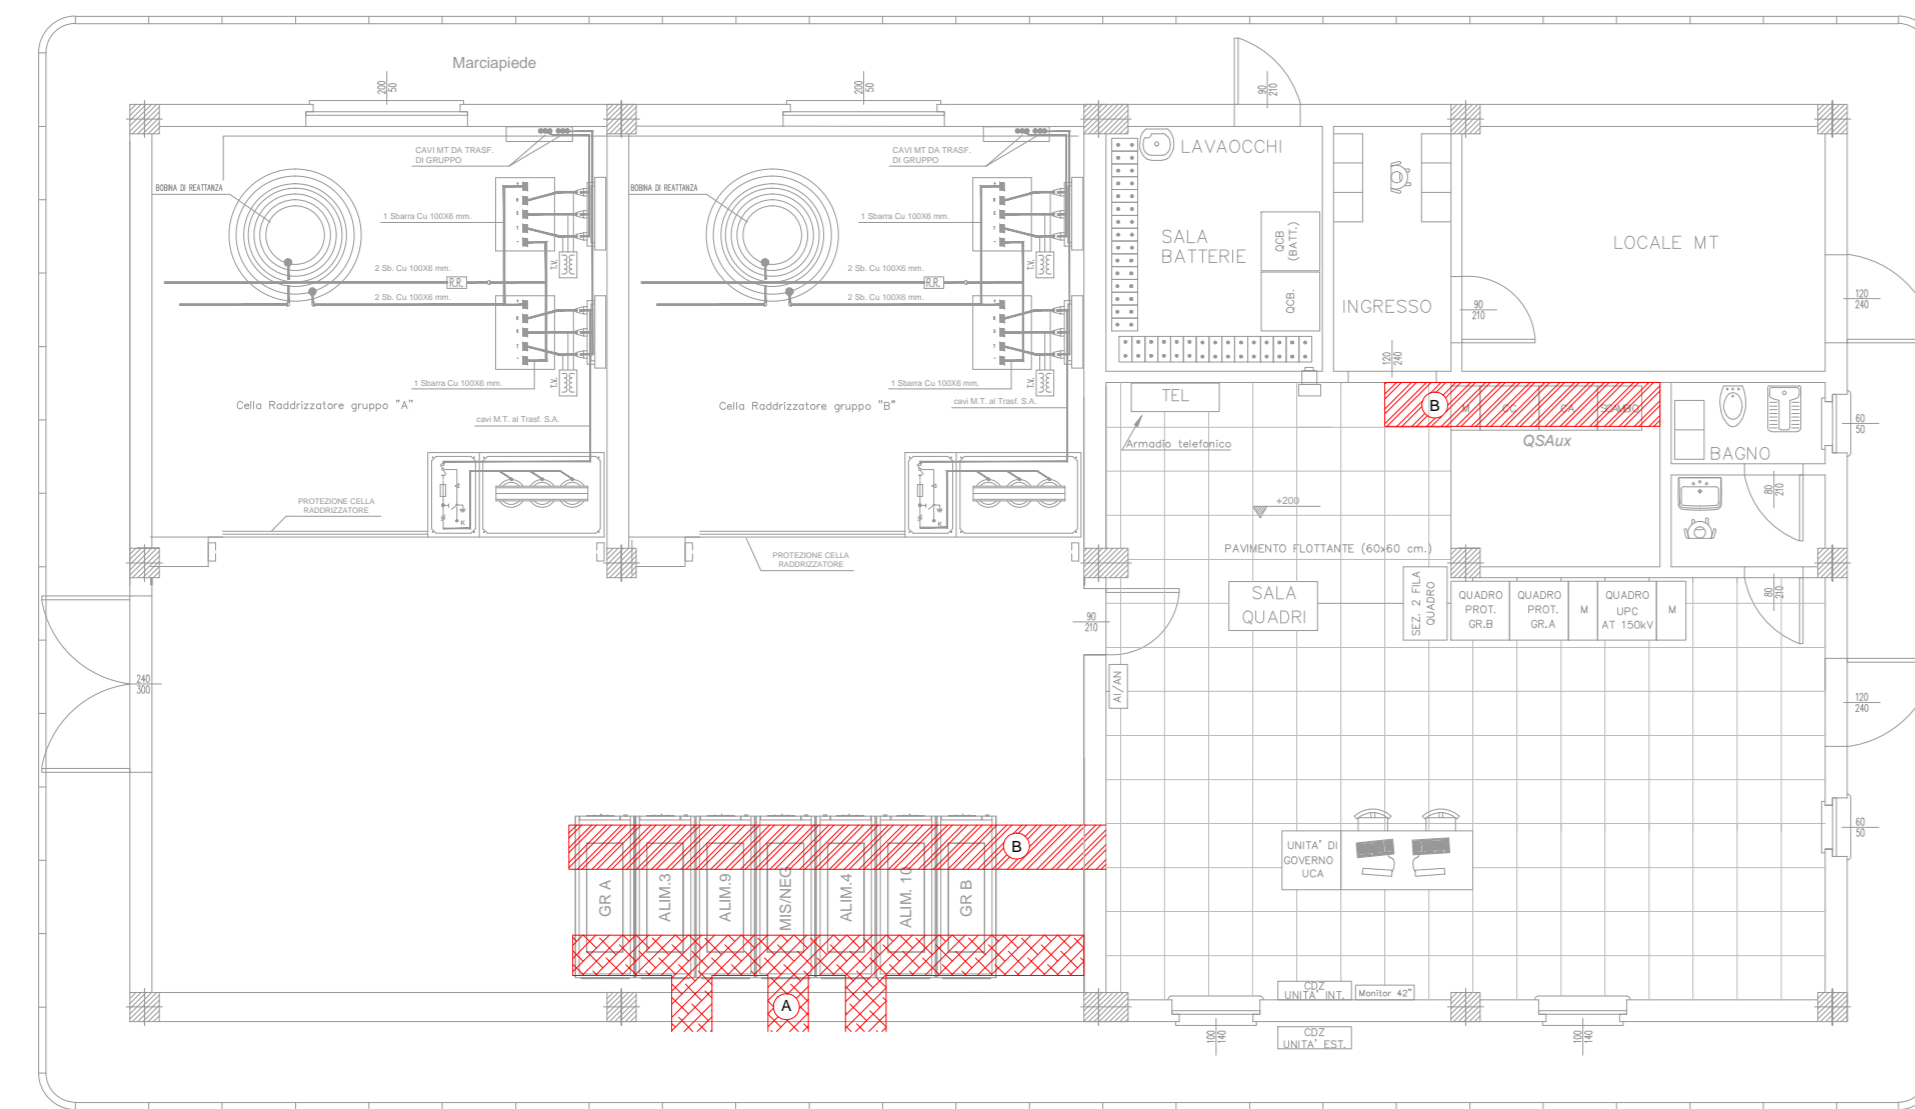 Marciapiede
200
50
200
50
90
210
CAVI MT DA TRASF.
DI GRUPPO
CAVI MT DA TRASF.
DI GRUPPO
LAVAOCCHI
BOBINA DI REATTANZA
BOBINA DI REATTANZA
1 Sbarra Cu 100X6 mm.
1 Sbarra Cu 100X6 mm.
SALA
BATTERIE
QCB
(BATT.)
LOCALE MT
T.V.
T.V.
2 Sb. Cu 100X6 mm.
R.R.
2 Sb. Cu 100X6 mm.
R.R.
2 Sb. Cu 100X6 mm.
2 Sb. Cu 100X6 mm.
QCB.
INGRESSO
90
210
120
240
120
240
T.V.
T.V.
1 Sbarra Cu 100X6 mm.
1 Sbarra Cu 100X6 mm.
TEL
B
M
CC
CA
SCAMBIO
Cella Raddrizzatore gruppo "A"
Cella Raddrizzatore gruppo "B"
cavi M.T. al Trasf. S.A.
cavi M.T. al Trasf. S.A.
60
50
Armadio telefonico
QSAux
BAGNO
80
210
PROTEZIONE CELLA
RADDRIZZATORE
+200
PAVIMENTO FLOTTANTE (60x60 cm.)
PROTEZIONE CELLA
RADDRIZZATORE
SALA
QUADRI
SEZ. 2 FILA
QUADRO
QUADRO
PROT.
GR.B
QUADRO
PROT.
GR.A
M
QUADRO
UPC
AT 150kV
M
80
210
90
210
240
300
AI/AN
120
240
B
60
50
UNITA' DI
GOVERNO
UCA
GR A
ALIM.3
ALIM.9
MIS/NEG
ALIM.4
ALIM. 10
GR B
A
CDZ
UNITA' INT.
Monitor 42"
CDZ
UNITA' EST.
100
140
100
140